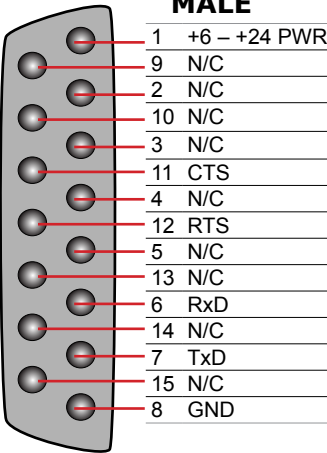 MALE
1 +6 – +24 PWR
9 N/C
2 N/C
10 N/C
3 N/C
11 CTS
4 N/C
12 RTS
5 N/C
13 N/C
6 RxD
14 N/C
7 TxD
15 N/C
8 GND